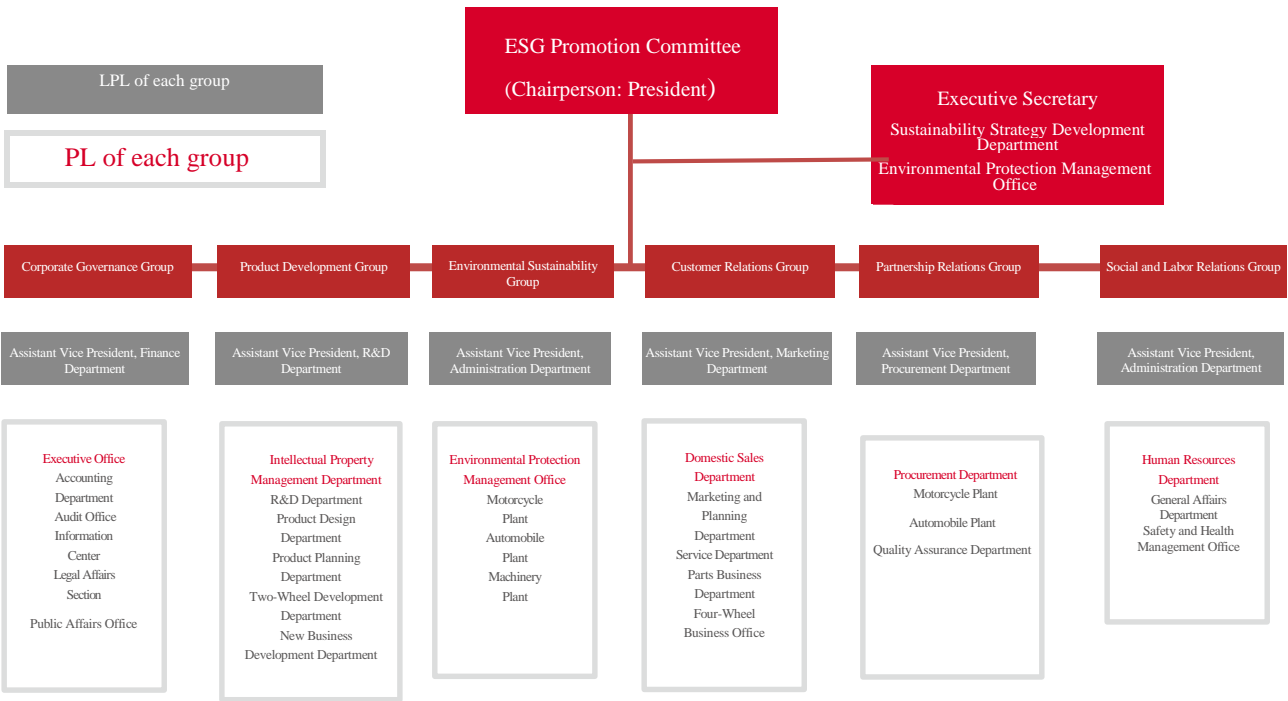 ESG Promotion Committee
(Chairperson: President)
LPL of each group
PL of each group
Executive Secretary
Sustainability Strategy Development
Department
Environmental Protection Management
Office
Corporate Governance Group
Product Development Group
Environmental Sustainability
Group
Customer Relations Group
Partnership Relations Group
Social and Labor Relations Group
Assistant Vice President, Finance
Department
Assistant Vice President, R&D
Department
Assistant Vice President,
Administration Department
Assistant Vice President, Marketing
Department
Assistant Vice President,
Procurement Department
Assistant Vice President,
Administration Department
Executive Office
Accounting
Department
Audit Office
Information
Center
Legal Affairs
Section
Public Affairs Office
Intellectual Property
Management Department
R&D Department
Product Design
Department
Product Planning
Department
Two-Wheel Development
Department
New Business
Development Department
Environmental Protection
Management Office
Motorcycle
Plant
Automobile
Plant
Machinery
Plant
Domestic Sales
Department
Marketing and
Planning
Department
Service Department
Parts Business
Department
Four-Wheel
Business Office
Procurement Department
Motorcycle Plant
Automobile Plant
Quality Assurance Department
Human Resources
Department
General Affairs
Department
Safety and Health
Management Office